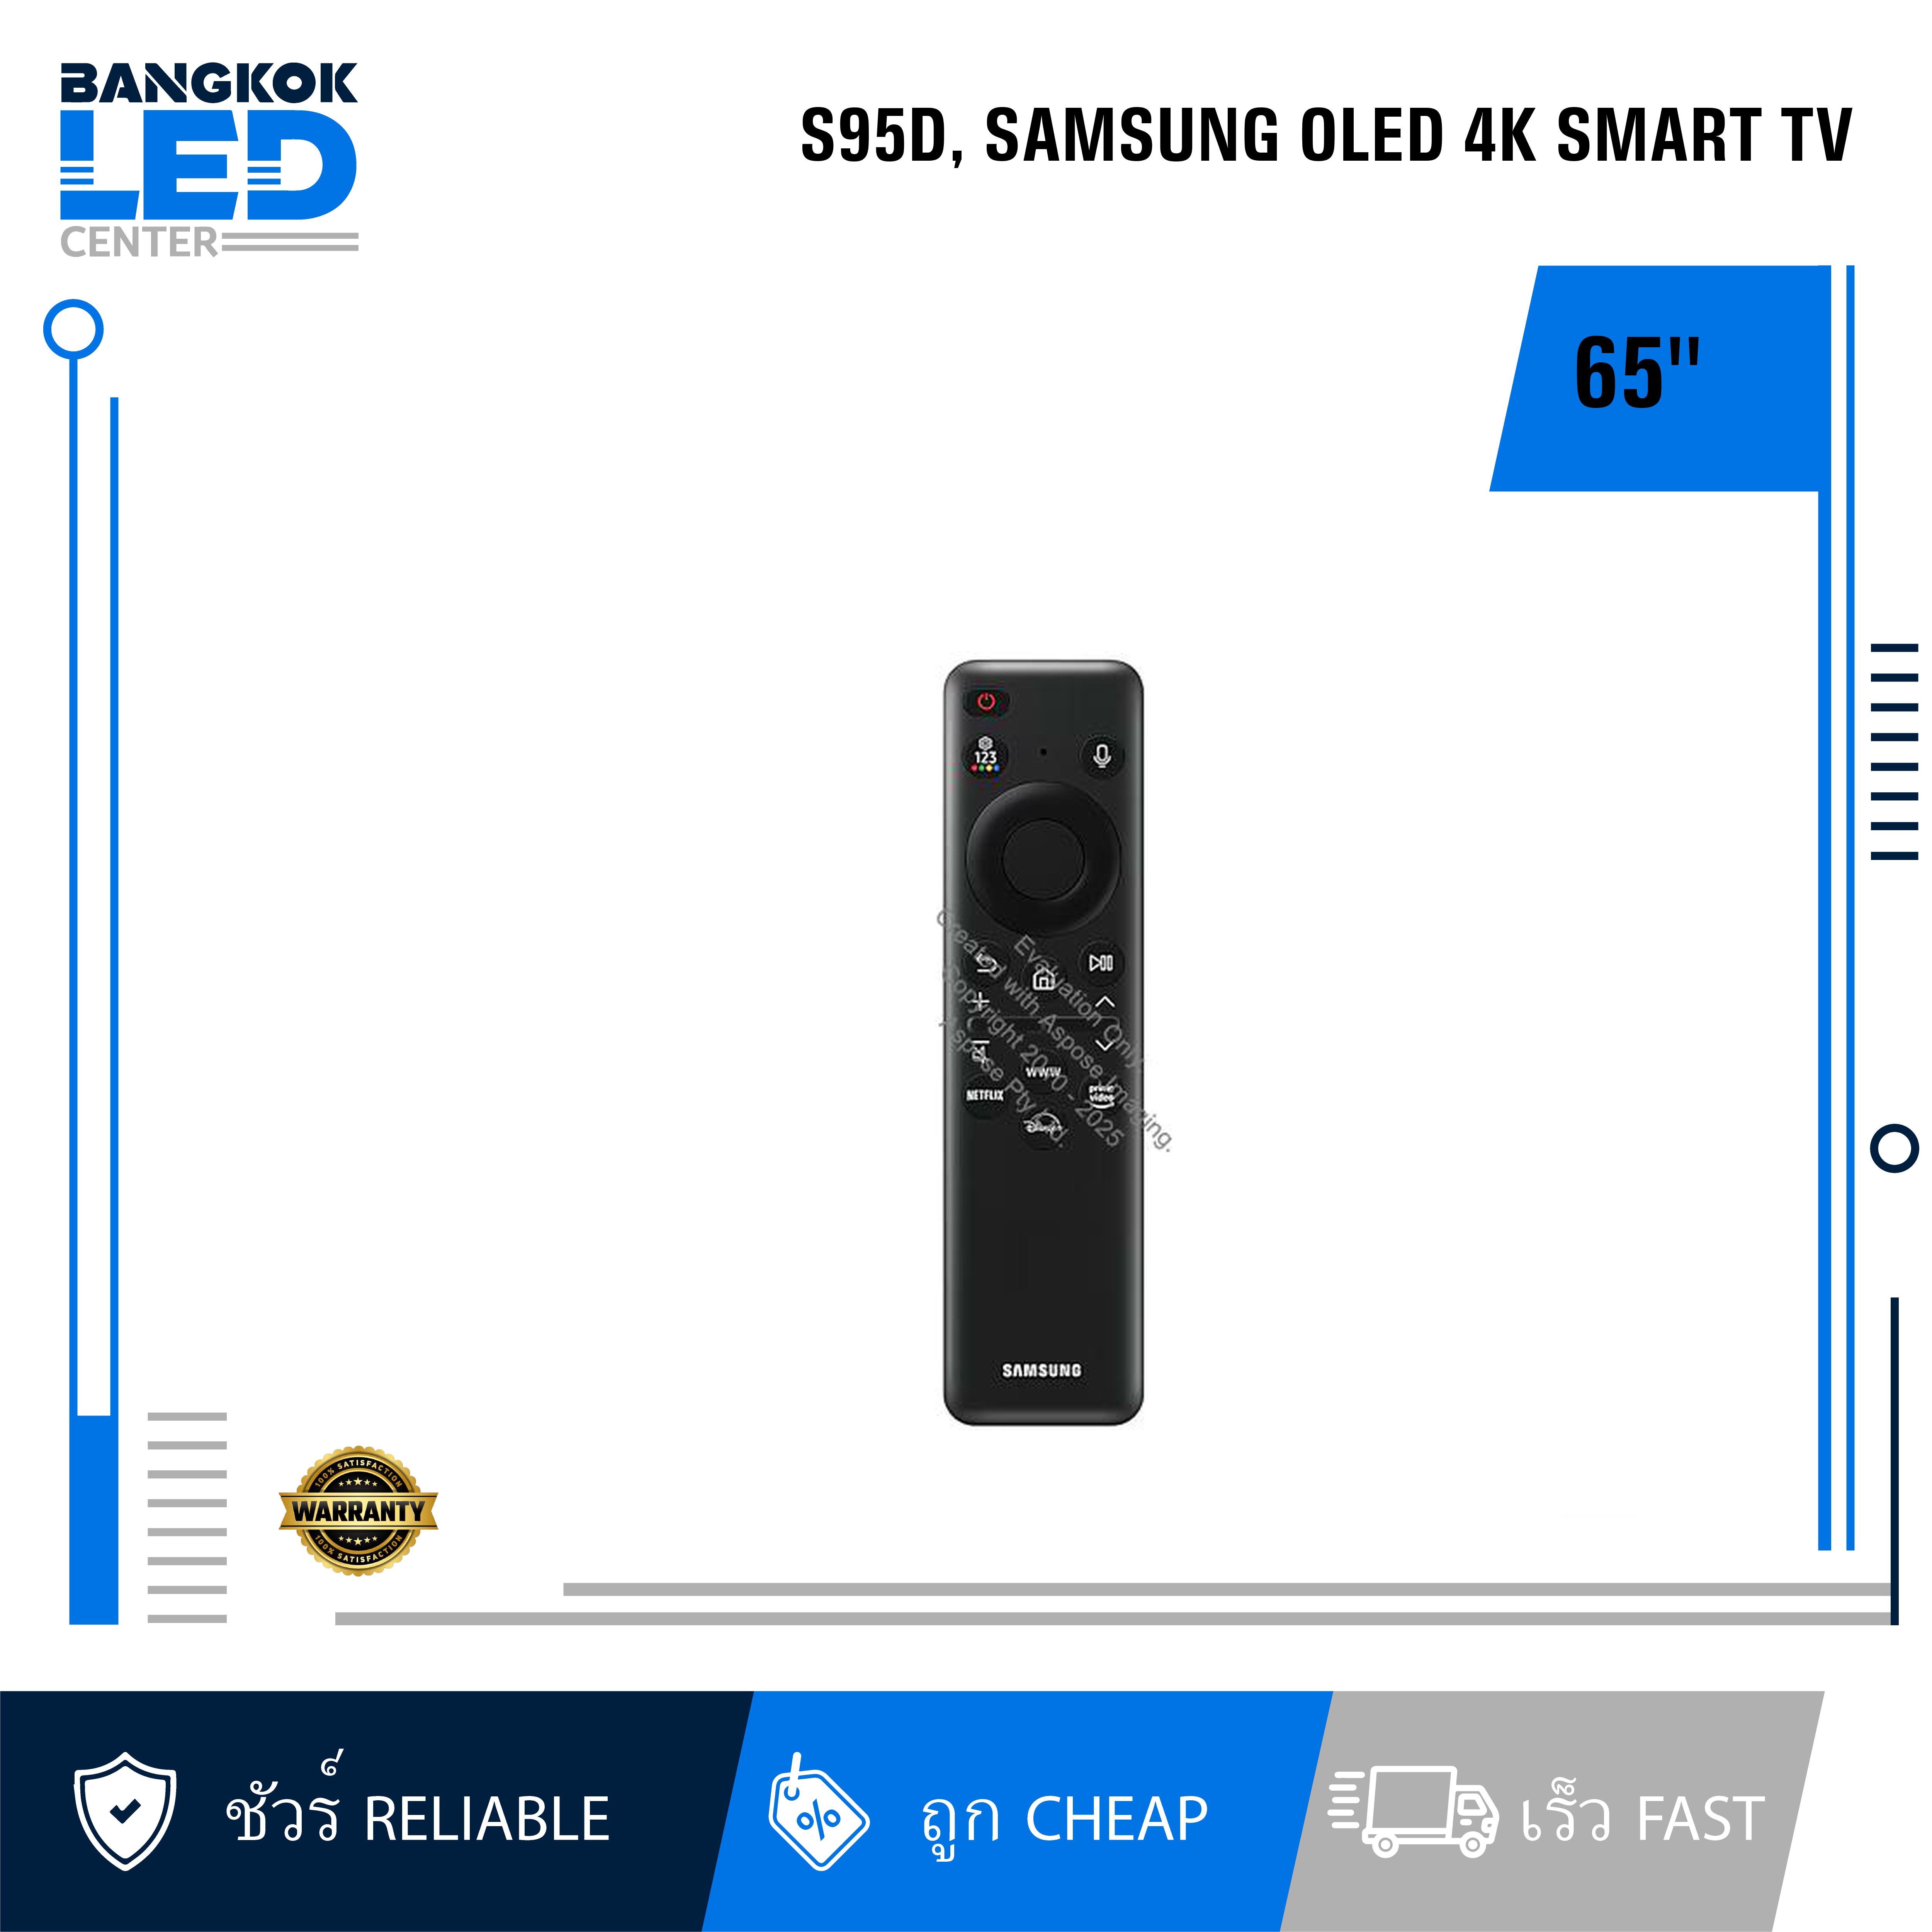 BANGKOK
LED
CENTER
S95D, SAMSUNG OLED 4K SMART TV
65"
123
Evaluation Only.
Created with Aspose.Imaging.
Copyright 2010 - 2025
Aspose Pty Ltd.
WWW
NETFLIX
prime
video
Disney+
SAMSUNG
100% SATISFACTION
WARRANTY
100% SATISFACTION
ชัวร์ RELIABLE
% ถูก CHEAP
เร็ว FAST